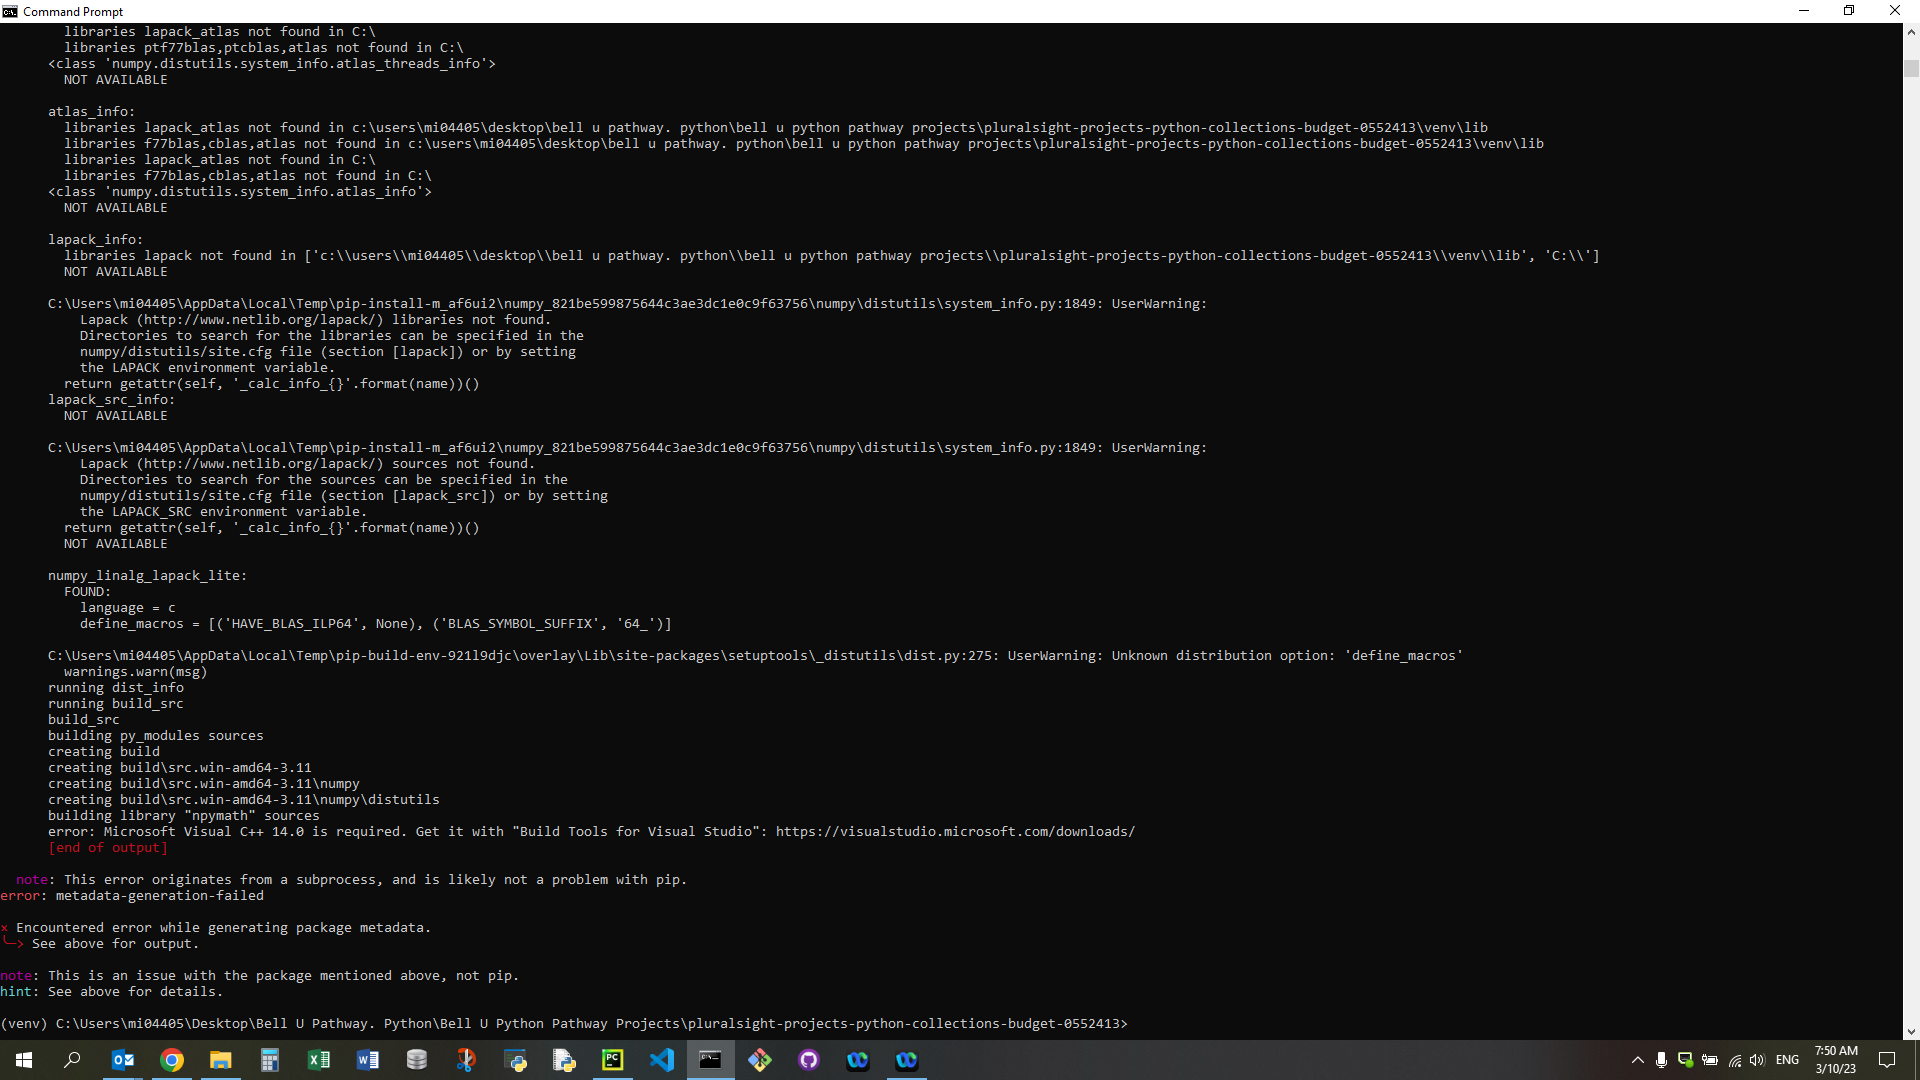 Command Prompt
libraries lapack_atlas not found in C:\
libraries ptf77blas,ptcblas,atlas not found in C:\
<class 'numpy.distutils.system_info.atlas_threads_info'>
NOT AVAILABLE
atlas_info:
libraries lapack_atlas not found in c:\users\mi04405\desktop\bell u pathway. python\bell u python pathway projects\pluralsight-projects-python-collections-budget-0552413\venv\lib
libraries f77blas,cblas,atlas not found in c:\users\mi04405\desktop\bell u pathway. python\bell u python pathway projects\pluralsight-projects-python-collections-budget-0552413\venv\lib
libraries lapack_atlas not found in C:\
libraries f77blas,cblas,atlas not found in C:\
<class 'numpy.distutils.system_info.atlas_info'>
NOT AVAILABLE
lapack_info:
libraries lapack not found in ['c:\\users\\mi04405\\desktop\\bell u pathway. python\\bell u python pathway projects\\pluralsight-projects-python-collections-budget-0552413\\venv\\lib', 'C:\\']
NOT AVAILABLE
C:\Users\mi04405\AppData\Local\Temp\pip-install-m_af6ui2\numpy_821be599875644c3ae3dc1e0c9f63756\numpy\distutils\system_info.py:1849: UserWarning:
Lapack (http://www.netlib.org/lapack/) libraries not found.
Directories to search for the libraries can be specified in the
numpy/distutils/site.cfg file (section [lapack]) or by setting
the LAPACK environment variable.
return getattr(self, '_calc_info_{}'.format(name))()
lapack_src_info:
NOT AVAILABLE
C:\Users\mi04405\AppData\Local\Temp\pip-install-m_af6ui2\numpy_821be599875644c3ae3dc1e0c9f63756\numpy\distutils\system_info.py:1849: UserWarning:
Lapack (http://www.netlib.org/lapack/) sources not found.
Directories to search for the sources can be specified in the
numpy/distutils/site.cfg file (section [lapack_src]) or by setting
the LAPACK_SRC environment variable.
return getattr(self, '_calc_info_{}'.format(name))()
NOT AVAILABLE
numpy_linalg_lapack_lite:
FOUND:
language = c
define_macros = [('HAVE_BLAS_ILP64', None), ('BLAS_SYMBOL_SUFFIX', '64_')]
C:\Users\mi04405\AppData\Local\Temp\pip-build-env-921l9djc\overlay\Lib\site-packages\setuptools\_distutils\dist.py:275: UserWarning: Unknown distribution option: 'define_macros'
warnings.warn(msg)
running dist_info
running build_src
build_src
building py_modules sources
creating build
creating build\src.win-amd64-3.11
creating build\src.win-amd64-3.11\numpy
creating build\src.win-amd64-3.11\numpy\distutils
building library "npymath" sources
error: Microsoft Visual C++ 14.0 is required. Get it with "Build Tools for Visual Studio": https://visualstudio.microsoft.com/downloads/
[end of output]
note: This error originates from a subprocess, and is likely not a problem with pip.
error: metadata-generation-failed
× Encountered error while generating package metadata.
╰─> See above for output.
note: This is an issue with the package mentioned above, not pip.
hint: See above for details.
(venv) C:\Users\mi04405\Desktop\Bell U Pathway. Python\Bell U Python Pathway Projects\pluralsight-projects-python-collections-budget-0552413>
ENG
7:50 AM
3/10/23